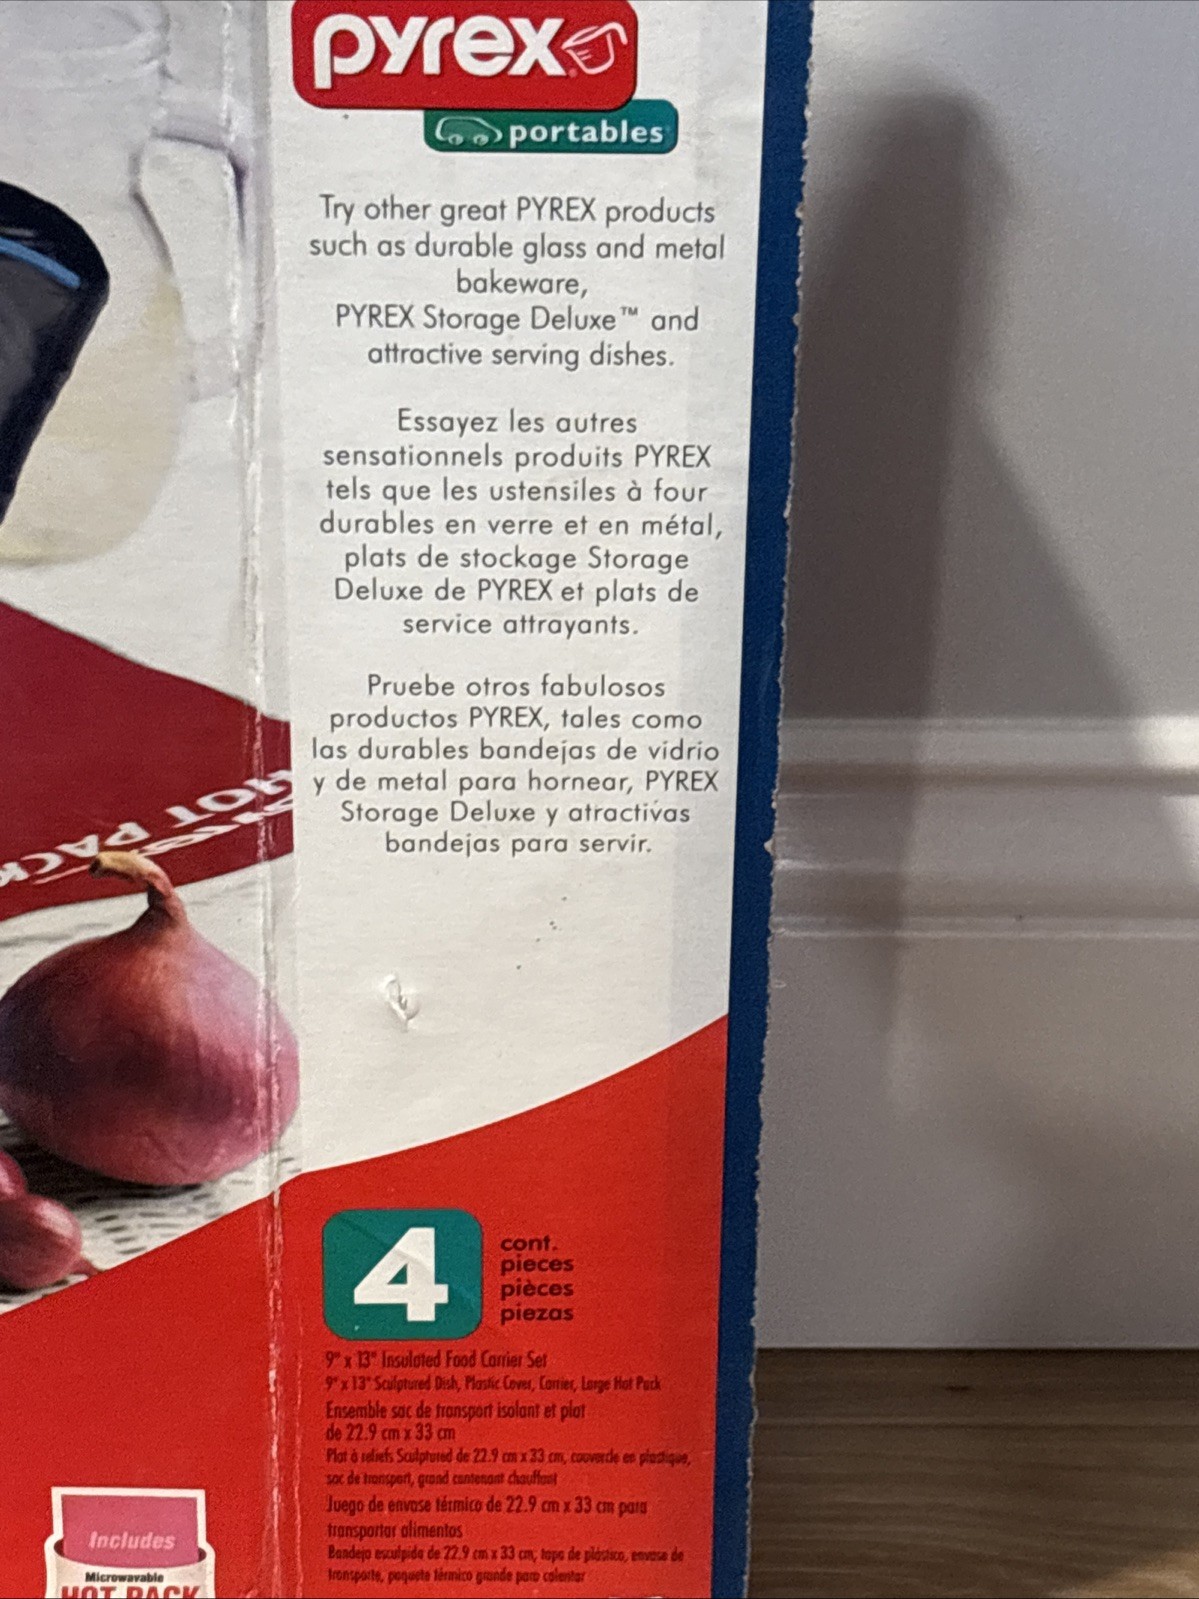 pyrex
portables
Try other great PYREX products
such as durable glass and metal
bakeware,
PYREX Storage Deluxe™ and
attractive serving dishes.
Essayez les autres
sensationnels produits PYREX
tels que les ustensiles à four
durables en verre et en métal,
plats de stockage Storage
Deluxe de PYREX et plats de
service attrayants.
Pruebe otros fabulosos
productos PYREX, tales como
las durables bandejas de vidrio
y de metal para hornear, PYREX
Storage Deluxe y atractivas
bandejas para servir.
HOT PACK
4
cont.
pieces
pièces
piezas
9" x 13" Insulated Food Carrier Set
9" x 13" Sculptured Dish, Plastic Cover, Carrier, Large Hot Pack
Ensemble sac de transport isolant et plat
de 22.9 cm x 33 cm
Plat à reliefs Sculptured de 22.9 cm x 33 cm, couvercle en plastique,
sac de transport, grand contenant chauffant
Juego de envase térmico de 22.9 cm x 33 cm para
transportar alimentos
Bandeja esculpida de 22.9 cm x 33 cm, tapa de plástico, envase de
transporte, paquete térmico grande para calentar
Includes
Microwavable
HOT PACK